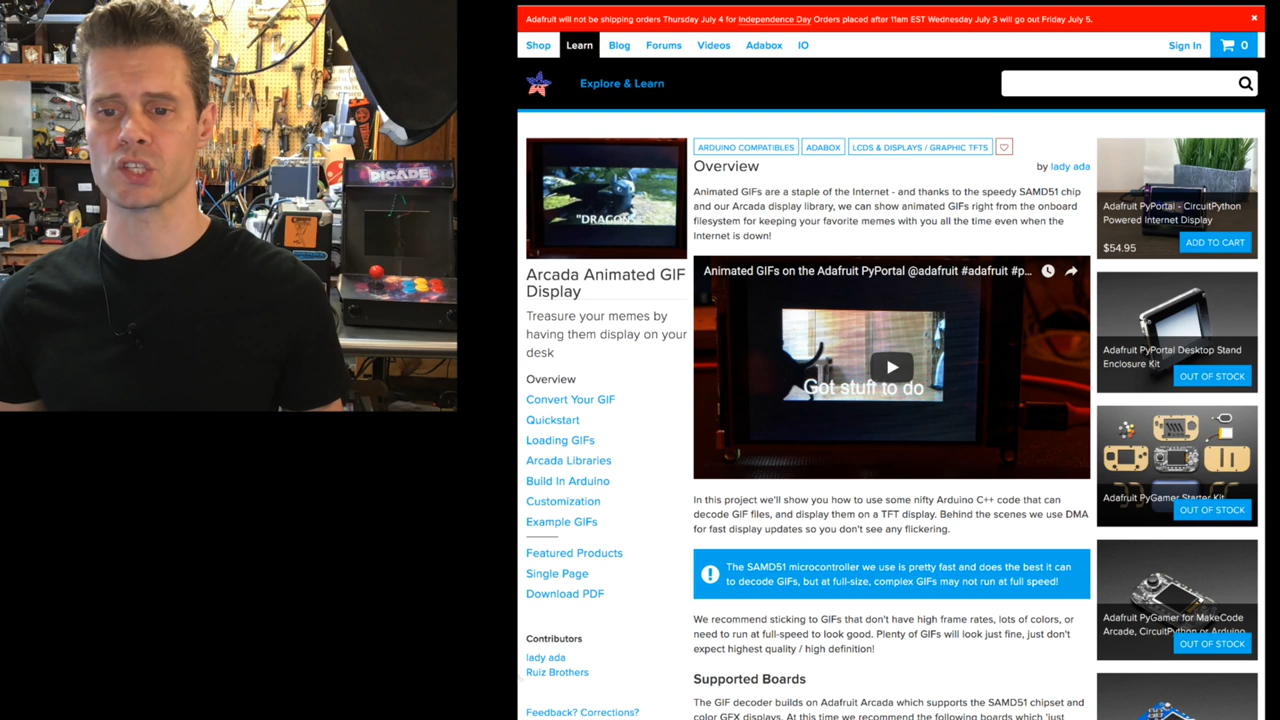 Adafruit will not be shipping orders Thursday July 4 for Independence Day Orders placed after 11am EST Wednesday July 3 will go out Friday July 5.
×
Shop Learn Blog Forums Videos Adabox IO Sign In 0
Explore & Learn
PICADE
"DRAGONS
Arcada Animated GIF
Display
Treasure your memes by
having them display on your
desk
Overview
Convert Your GIF
Quickstart
Loading GIFs
Arcada Libraries
Build In Arduino
Customization
Example GIFs
Featured Products
Single Page
Download PDF
Contributors
lady ada
Ruiz Brothers
Feedback? Corrections?
ARDUINO COMPATIBLES ADABOX LCDS & DISPLAYS / GRAPHIC TFTS
Overview by lady ada
Animated GIFs are a staple of the Internet - and thanks to the speedy SAMD51 chip
and our Arcada display library, we can show animated GIFs right from the onboard
filesystem for keeping your favorite memes with you all the time even when the
Internet is down!
Animated GIFs on the Adafruit PyPortal @adafruit #adafruit #p...
Got stuff to do
In this project we'll show you how to use some nifty Arduino C++ code that can
decode GIF files, and display them on a TFT display. Behind the scenes we use DMA
for fast display updates so you don't see any flickering.
The SAMD51 microcontroller we use is pretty fast and does the best it can
to decode GIFs, but at full-size, complex GIFs may not run at full speed!
We recommend sticking to GIFs that don't have high frame rates, lots of colors, or
need to run at full-speed to look good. Plenty of GIFs will look just fine, just don't
expect highest quality / high definition!
Supported Boards
The GIF decoder builds on Adafruit Arcada which supports the SAMD51 chipset and
color GFX displays. At this time we recommend the following boards which 'just
Adafruit PyPortal - CircuitPython
Powered Internet Display
$54.95 ADD TO CART
Adafruit PyPortal Desktop Stand
Enclosure Kit
OUT OF STOCK
Adafruit PyGamer Starter Kit
OUT OF STOCK
Adafruit PyGamer for MakeCode
Arcade, CircuitPython or Arduino
OUT OF STOCK